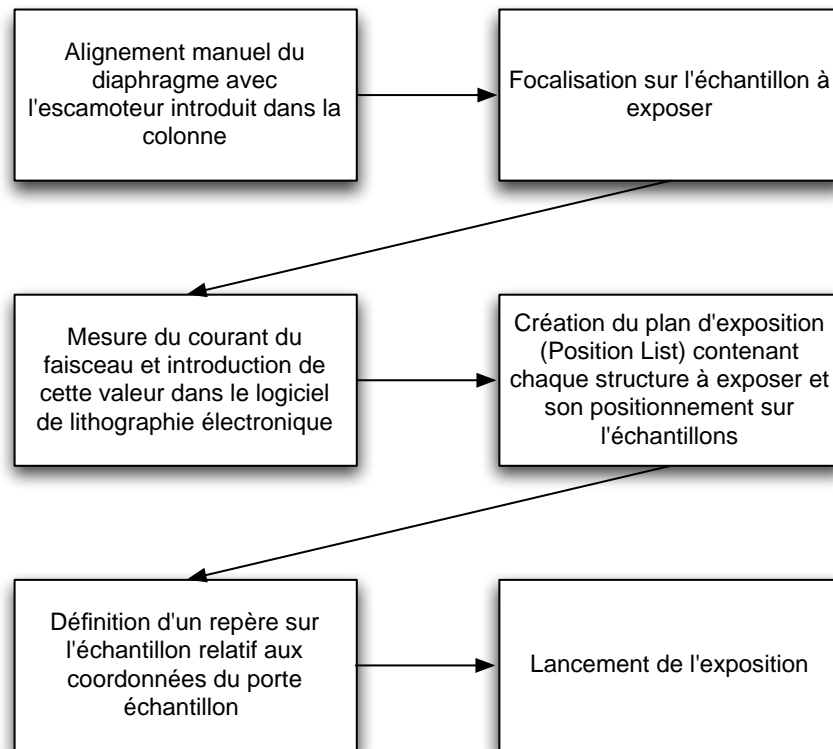 Alignement manuel du
diaphragme avec
l'escamoteur introduit dans la
colonne
Focalisation sur l'échantillon à
exposer
Mesure du courant du
faisceau et introduction de
cette valeur dans le logiciel
de lithographie électronique
Création du plan d'exposition
(Position List) contenant
chaque structure à exposer et
son positionnement sur
l'échantillons
Définition d'un repère sur
l'échantillon relatif aux
coordonnées du porte
échantillon
Lancement de l'exposition